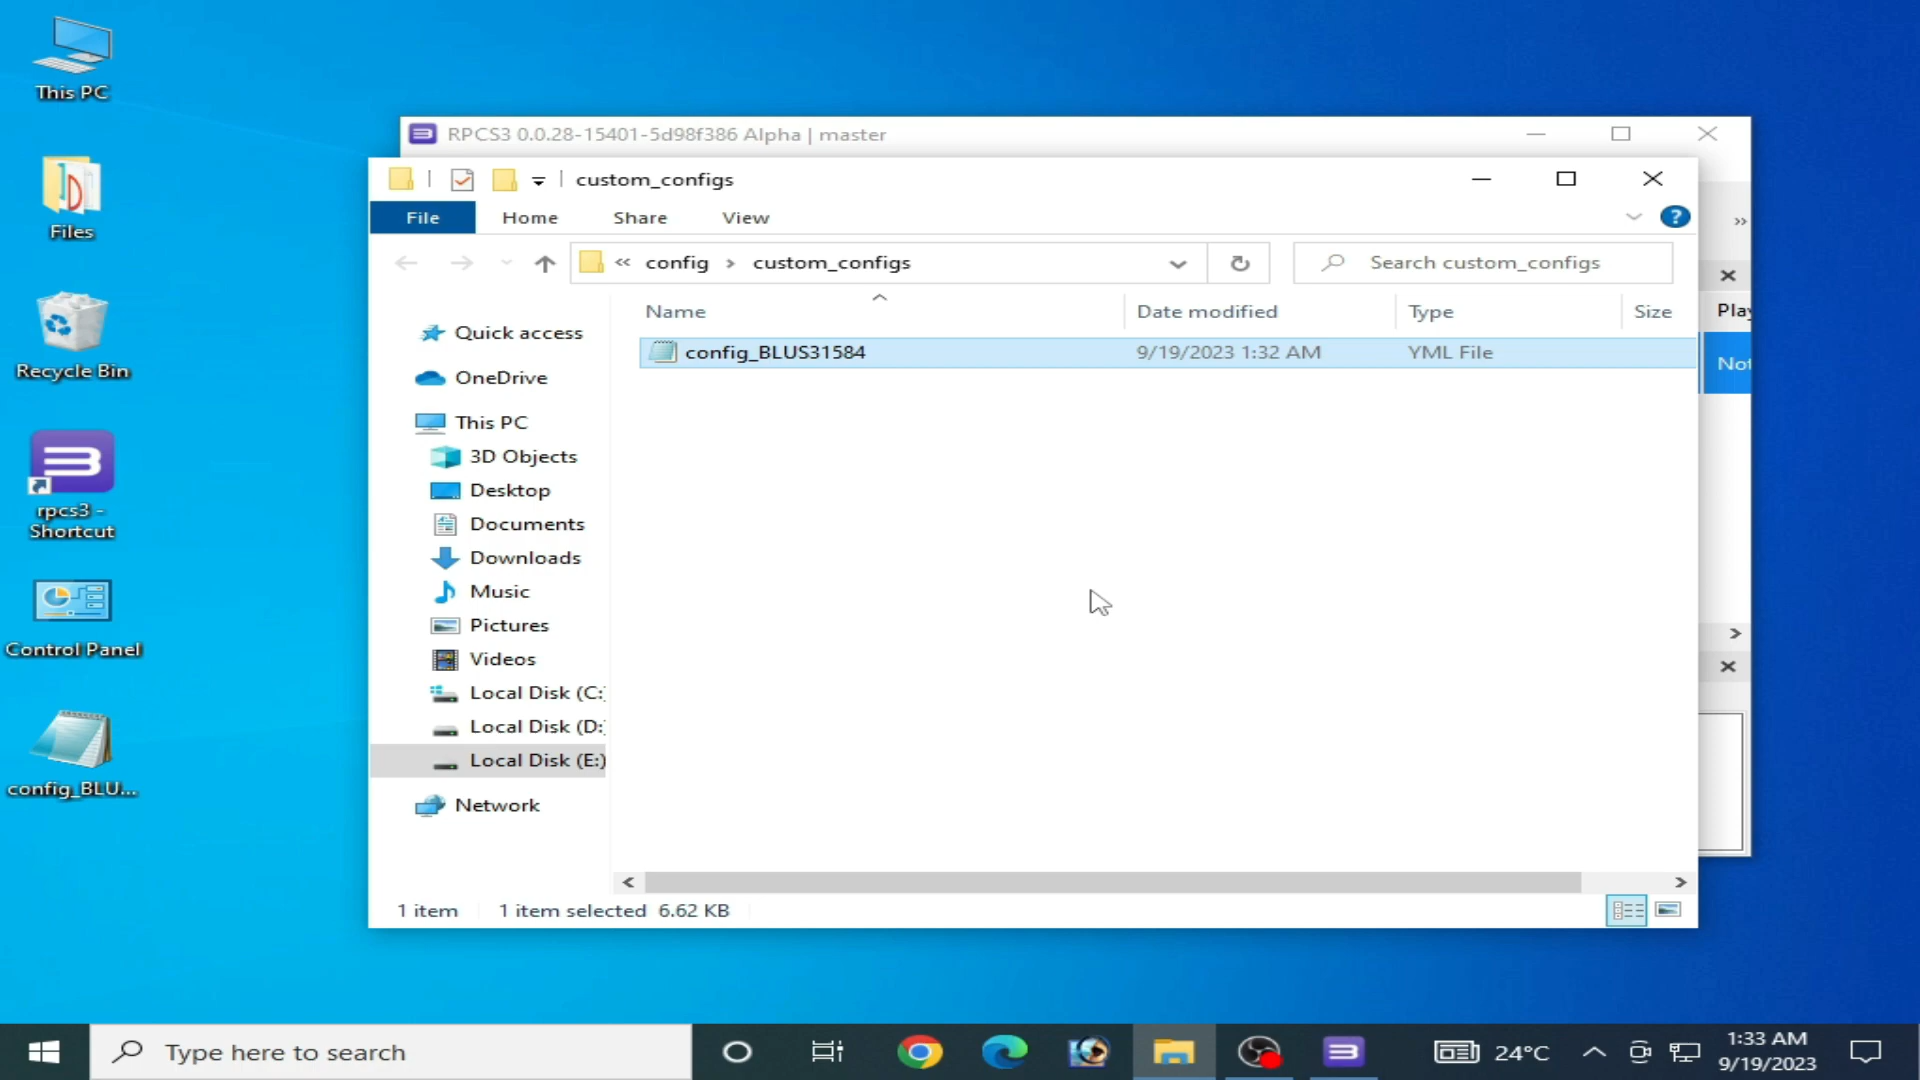 This PC
Files
Recycle Bin
rpcs3 -
Shortcut
Control Panel
config_BLU...
RPCS3 0.0.28-15401-5d98f386 Alpha | master
custom_configs
File Home Share View
« config › custom_configs
Search custom_configs
Name Date modified Type Size
config_BLUS31584 9/19/2023 1:32 AM YML File
Quick access
OneDrive
This PC
3D Objects
Desktop
Documents
Downloads
Music
Pictures
Videos
Local Disk (C:)
Local Disk (D:)
Local Disk (E:)
Network
1 item 1 item selected 6.62 KB
»
Play
Not
Type here to search
24°C
1:33 AM
9/19/2023